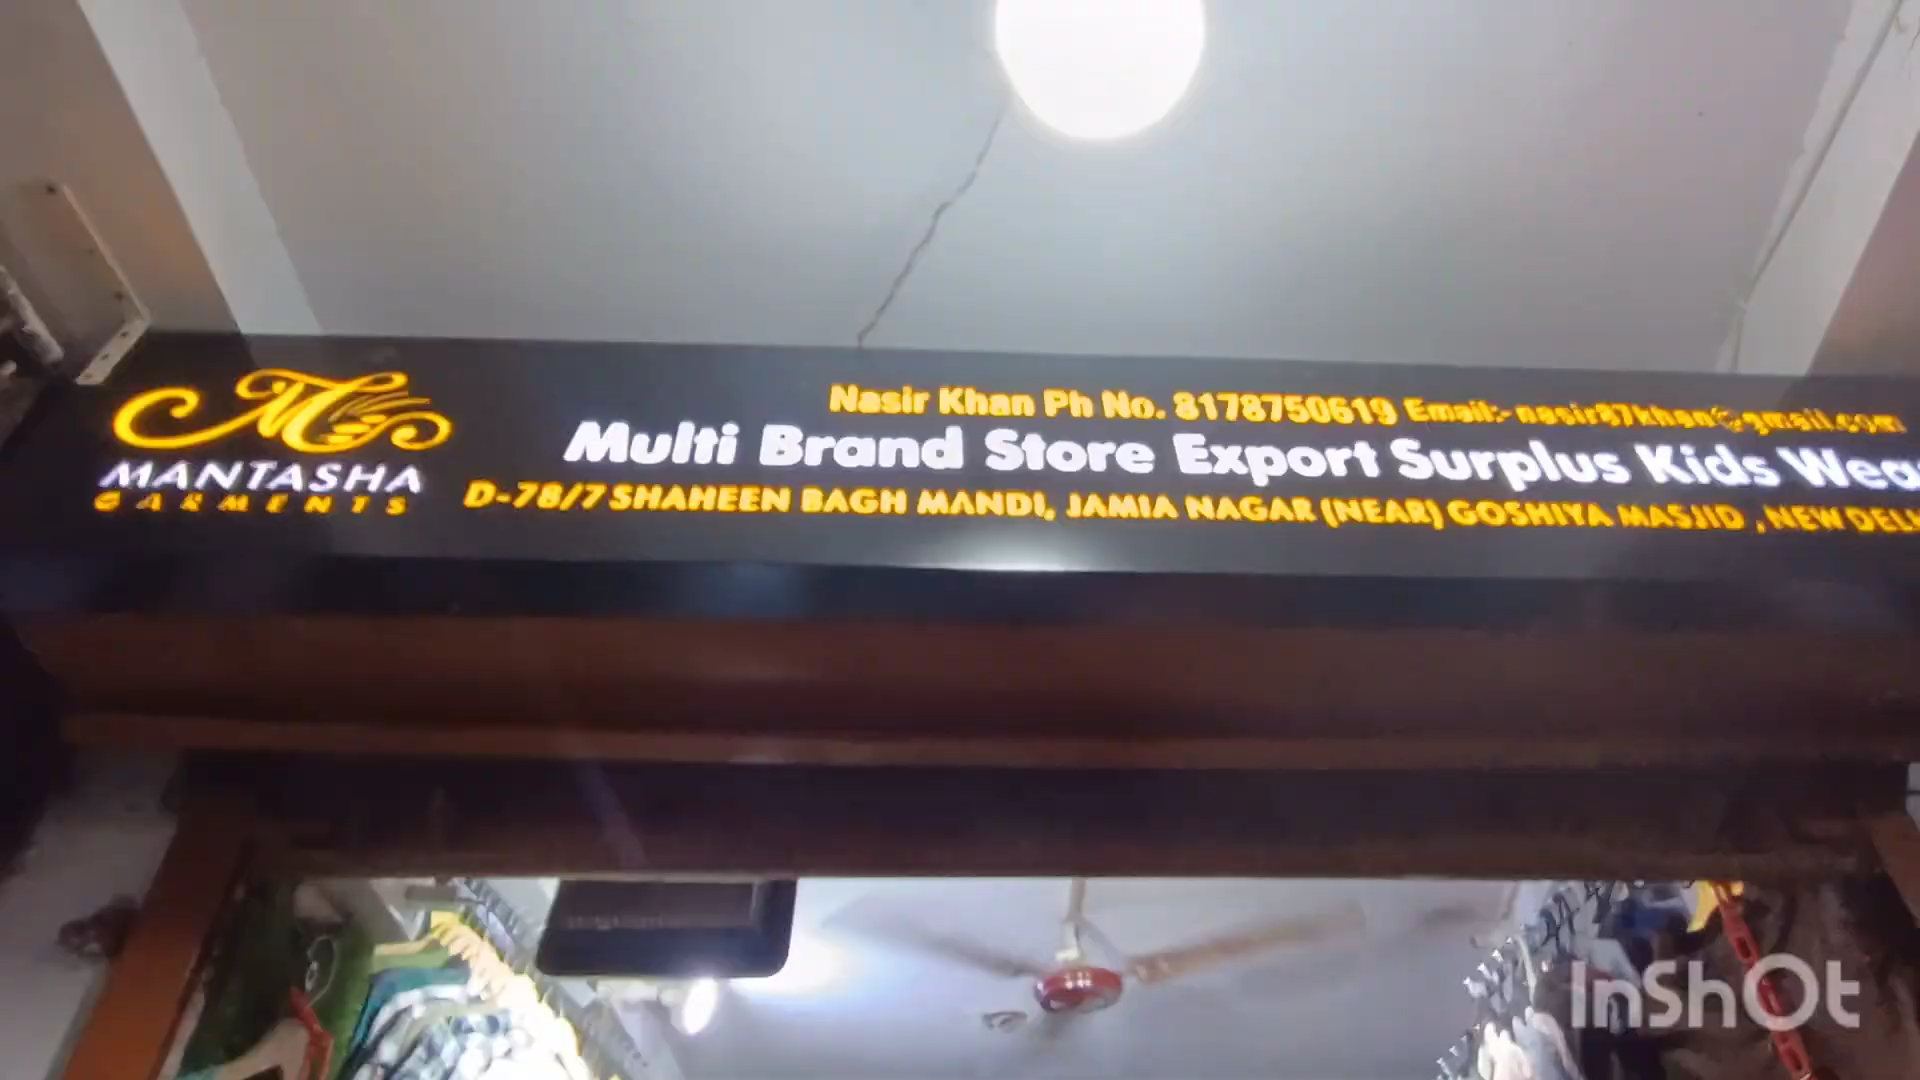 MANTASHA
GARMENTS
Nasir Khan Ph No. 8178750619 Email:- nasir87khan@gmail.com
Multi Brand Store Export Surplus Kids Wear
D-78/7 SHAHEEN BAGH MANDI, JAMIA NAGAR (NEAR) GOSHIYA MASJID , NEW DELH
InShOt